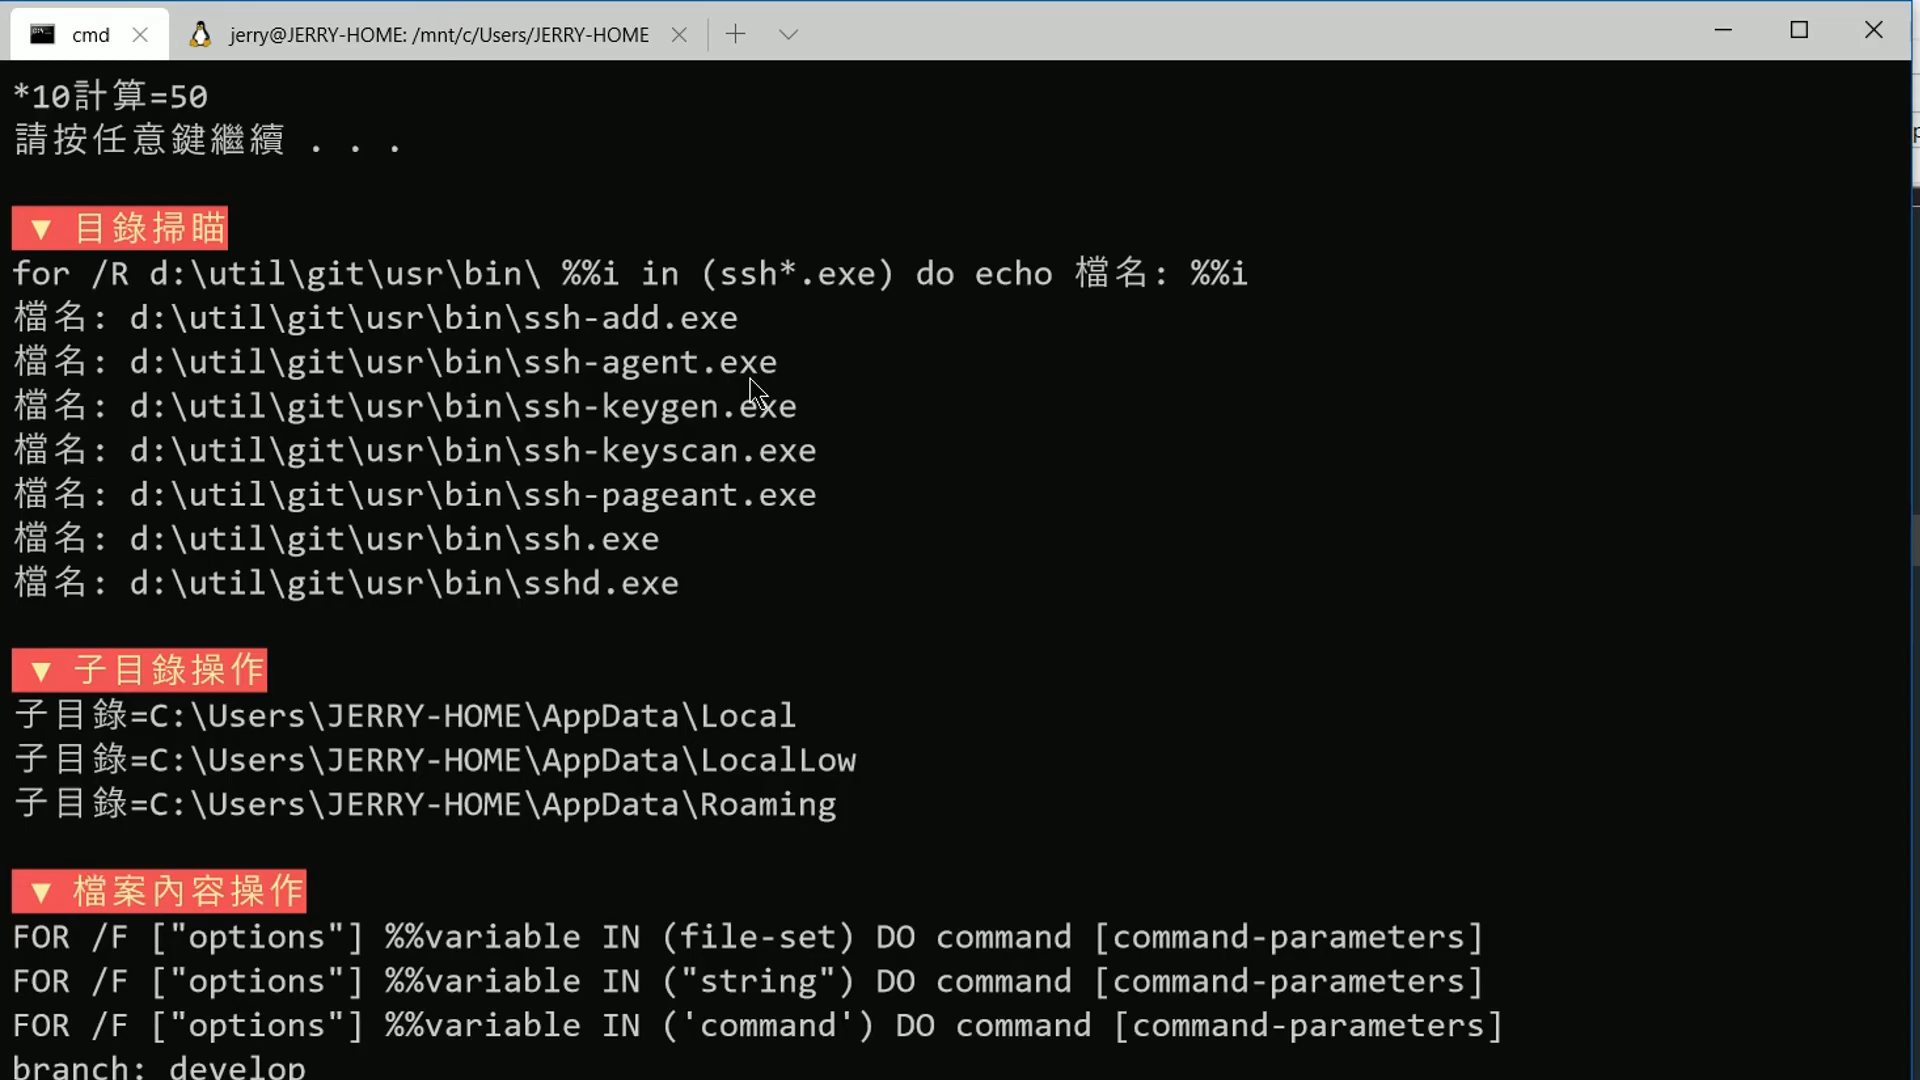 cmd
jerry@JERRY-HOME: /mnt/c/Users/JERRY-HOME
*10計算=50
請按任意鍵繼續 . . .
▼ 目錄掃瞄
for /R d:\util\git\usr\bin\ %%i in (ssh*.exe) do echo 檔名: %%i
檔名: d:\util\git\usr\bin\ssh-add.exe
檔名: d:\util\git\usr\bin\ssh-agent.exe
檔名: d:\util\git\usr\bin\ssh-keygen.exe
檔名: d:\util\git\usr\bin\ssh-keyscan.exe
檔名: d:\util\git\usr\bin\ssh-pageant.exe
檔名: d:\util\git\usr\bin\ssh.exe
檔名: d:\util\git\usr\bin\sshd.exe
▼ 子目錄操作
子目錄=C:\Users\JERRY-HOME\AppData\Local
子目錄=C:\Users\JERRY-HOME\AppData\LocalLow
子目錄=C:\Users\JERRY-HOME\AppData\Roaming
▼ 檔案內容操作
FOR /F ["options"] %%variable IN (file-set) DO command [command-parameters]
FOR /F ["options"] %%variable IN ("string") DO command [command-parameters]
FOR /F ["options"] %%variable IN ('command') DO command [command-parameters]
branch: develop